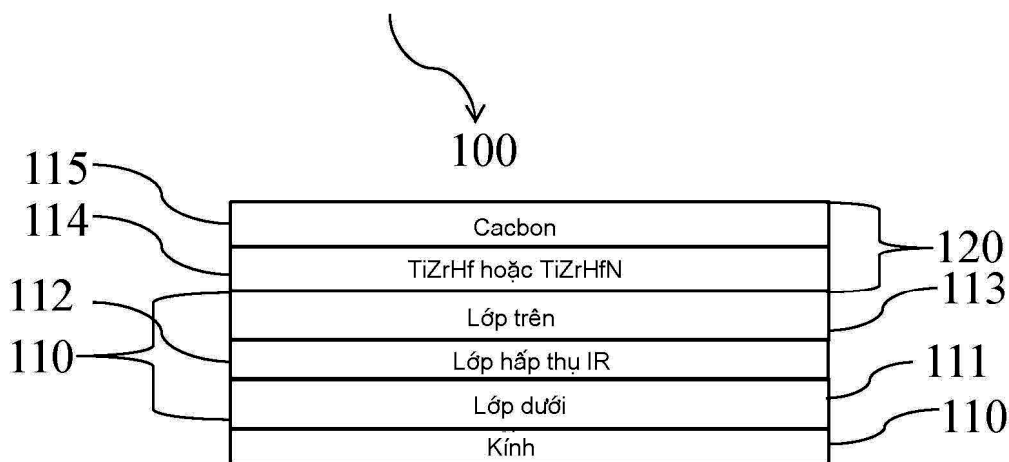 100
115
Cacbon
114
TiZrHf hoặc TiZrHfN
120
112
Lớp trên
113
110
Lớp hấp thụ IR
Lớp dưới
111
Kính
110